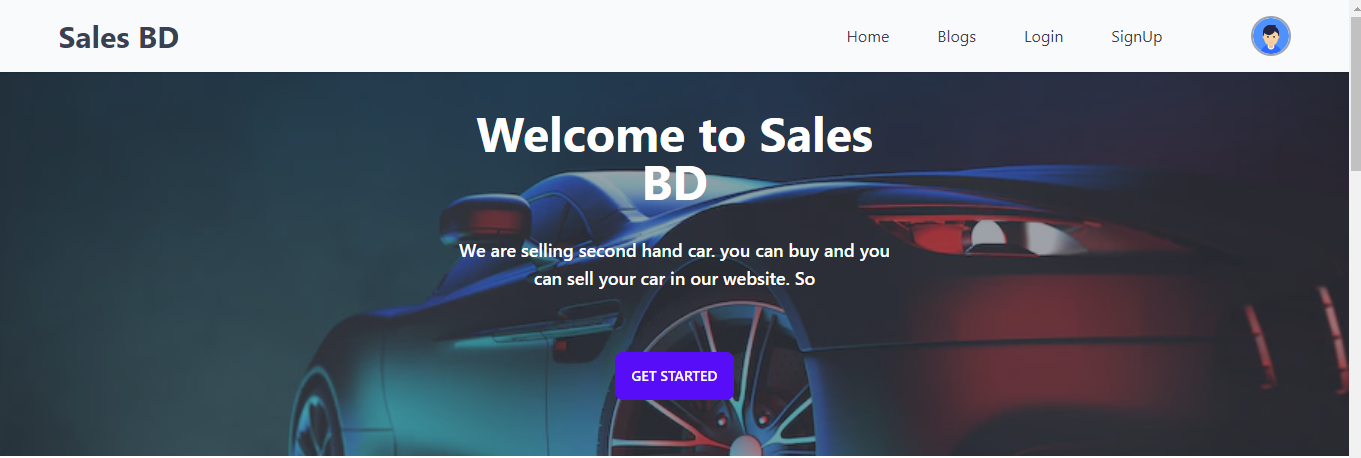 Sales BD
Home
Blogs
Login
SignUp
Welcome to Sales
BD
We are selling second hand car. you can buy and you
can sell your car in our website. So
GET STARTED